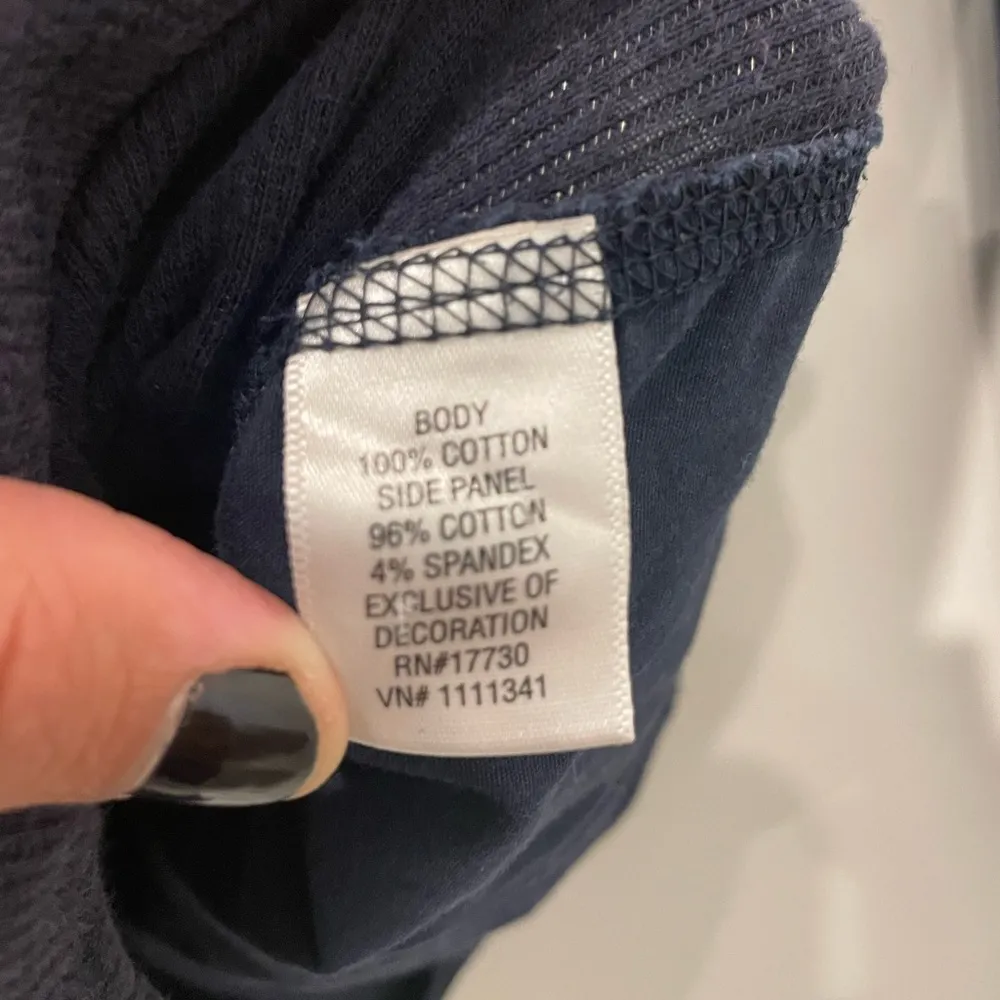 BODY
100% COTTON
SIDE PANEL
96% COTTON
4% SPANDEX
EXCLUSIVE OF
DECORATION
RN#17730
VN# 1111341